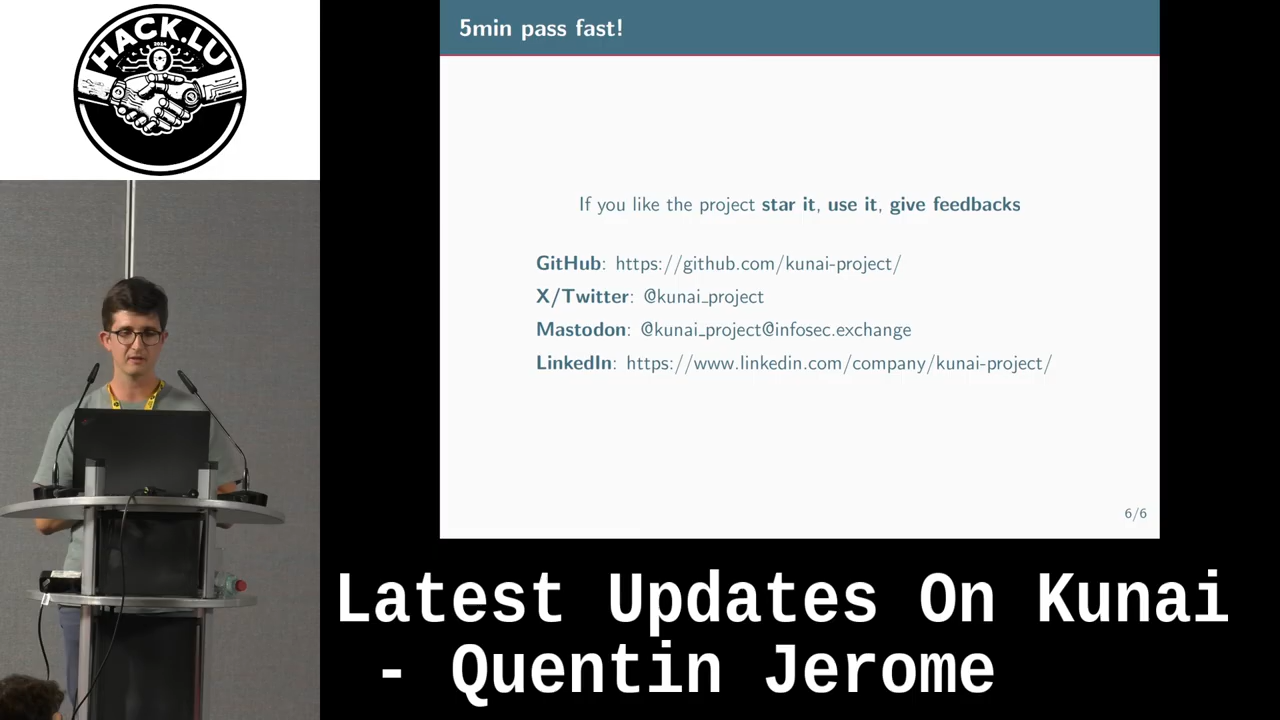 HACK.LU
2024
5min pass fast!
If you like the project star it, use it, give feedbacks
GitHub: https://github.com/kunai-project/
X/Twitter: @kunai_project
Mastodon: @kunai_project@infosec.exchange
LinkedIn: https://www.linkedin.com/company/kunai-project/
6/6
Latest Updates On Kunai
- Quentin Jerome